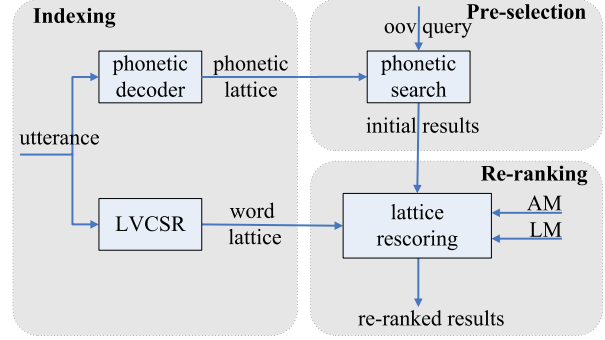 Indexing
Pre-selection
oov query
phonetic
decoder
phonetic
lattice
phonetic
search
utterance
initial results
Re-ranking
LVCSR
word
lattice
lattice
rescoring
AM
LM
re-ranked results